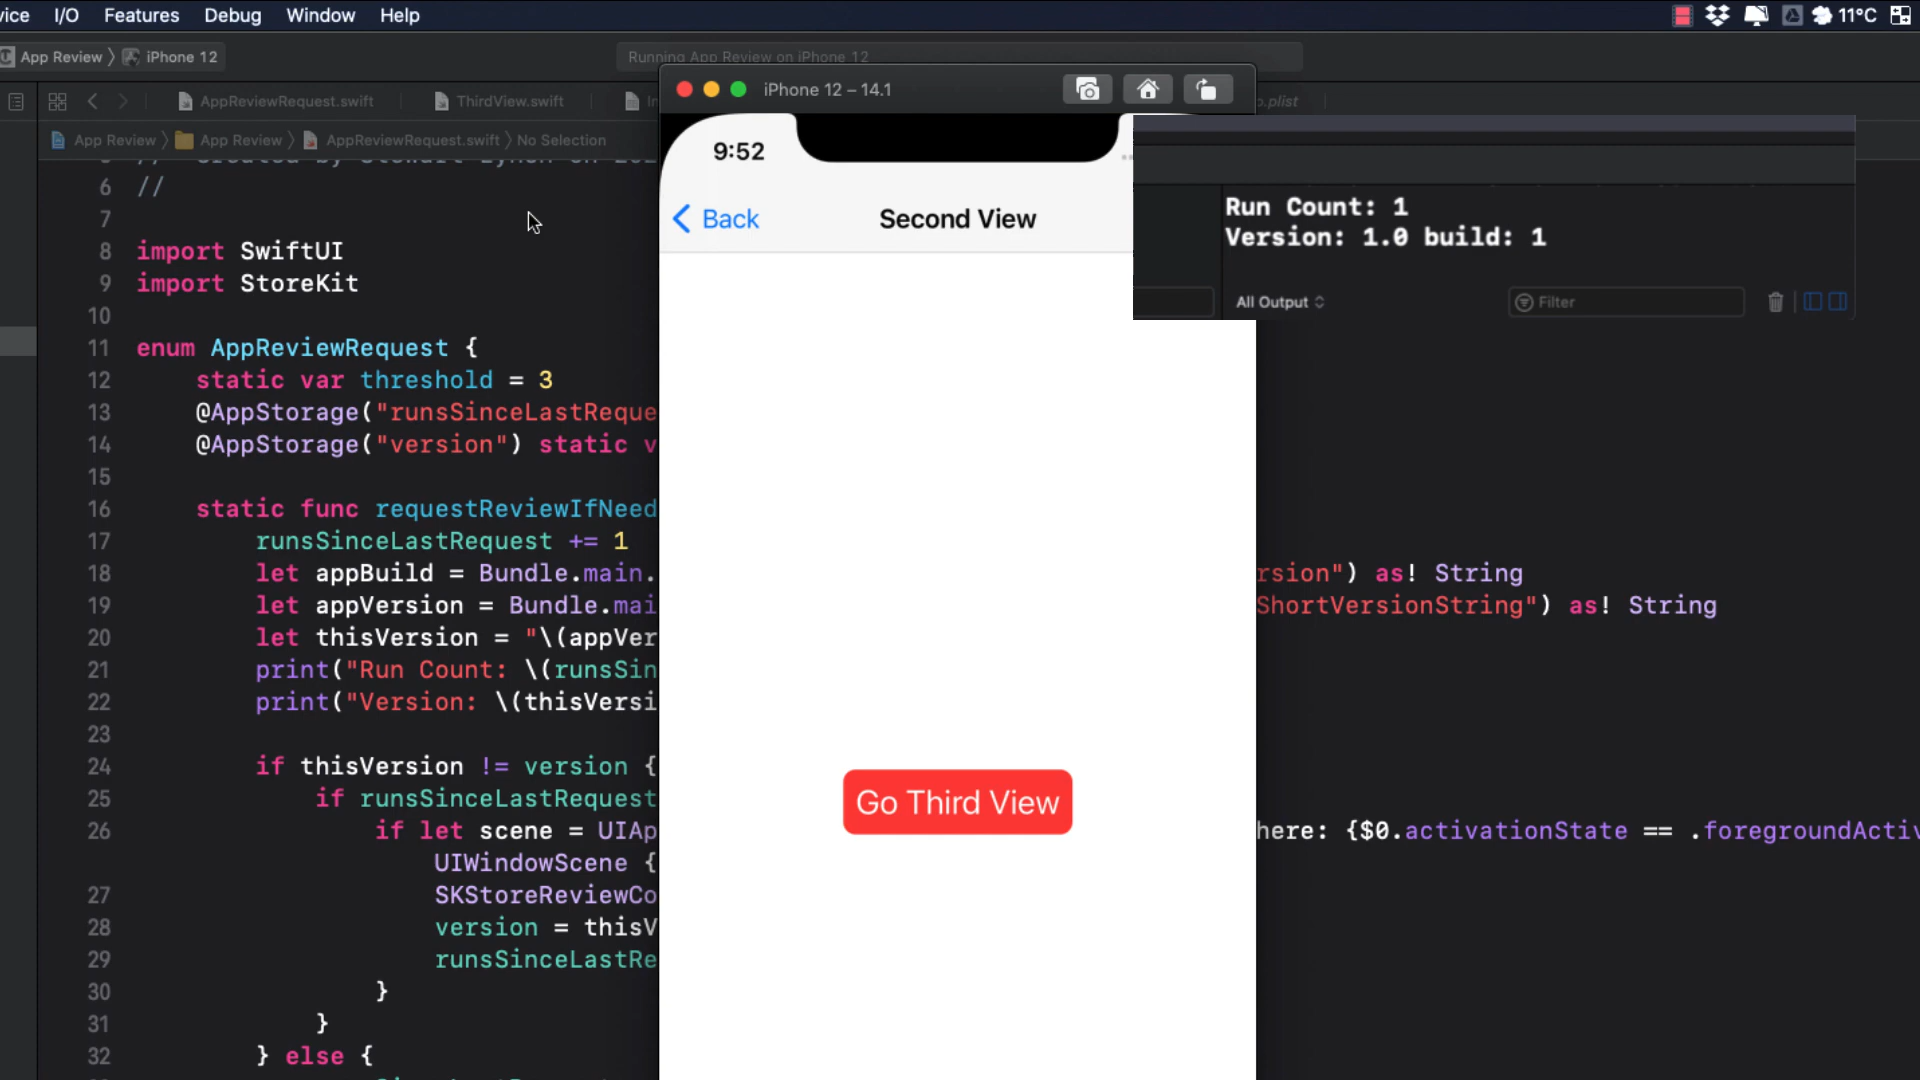 vice I/O Features Debug Window Help 11°C
App Review 〉 iPhone 12
Running App Review on iPhone 12
AppReviewRequest.swift ThirdView.swift
.plist
App Review 〉 App Review 〉 AppReviewRequest.swift 〉 No Selection
iPhone 12 – 14.1
9:52
Back
Second View
Go Third View
Run Count: 1
Version: 1.0 build: 1
All Output
Filter
6 //
7
8 import SwiftUI
9 import StoreKit
10
11 enum AppReviewRequest {
12 static var threshold = 3
13 @AppStorage("runsSinceLastReque
14 @AppStorage("version") static v
15
16 static func requestReviewIfNeed
17 runsSinceLastRequest += 1
18 let appBuild = Bundle.main. rsion") as! String
19 let appVersion = Bundle.mai ShortVersionString") as! String
20 let thisVersion = "\(appVer
21 print("Run Count: \(runsSin
22 print("Version: \(thisVersi
23
24 if thisVersion != version {
25 if runsSinceLastRequest
26 if let scene = UIAp here: {$0.activationState == .foregroundActiv
UIWindowScene {
27 SKStoreReviewCo
28 version = thisV
29 runsSinceLastRe
30 }
31 }
32 } else {